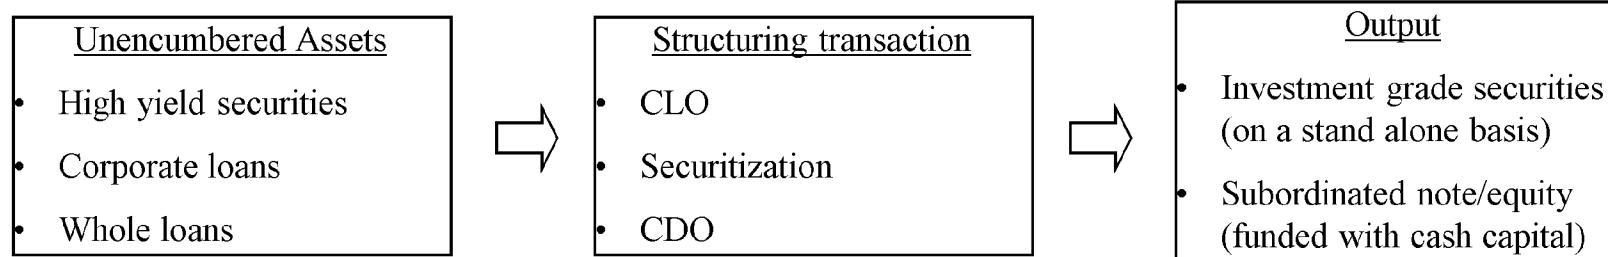 Unencumbered Assets
• High yield securities
• Corporate loans
• Whole loans
Structuring transaction
• CLO
• Securitization
• CDO
Output
• Investment grade securities
(on a stand alone basis)
• Subordinated note/equity
(funded with cash capital)